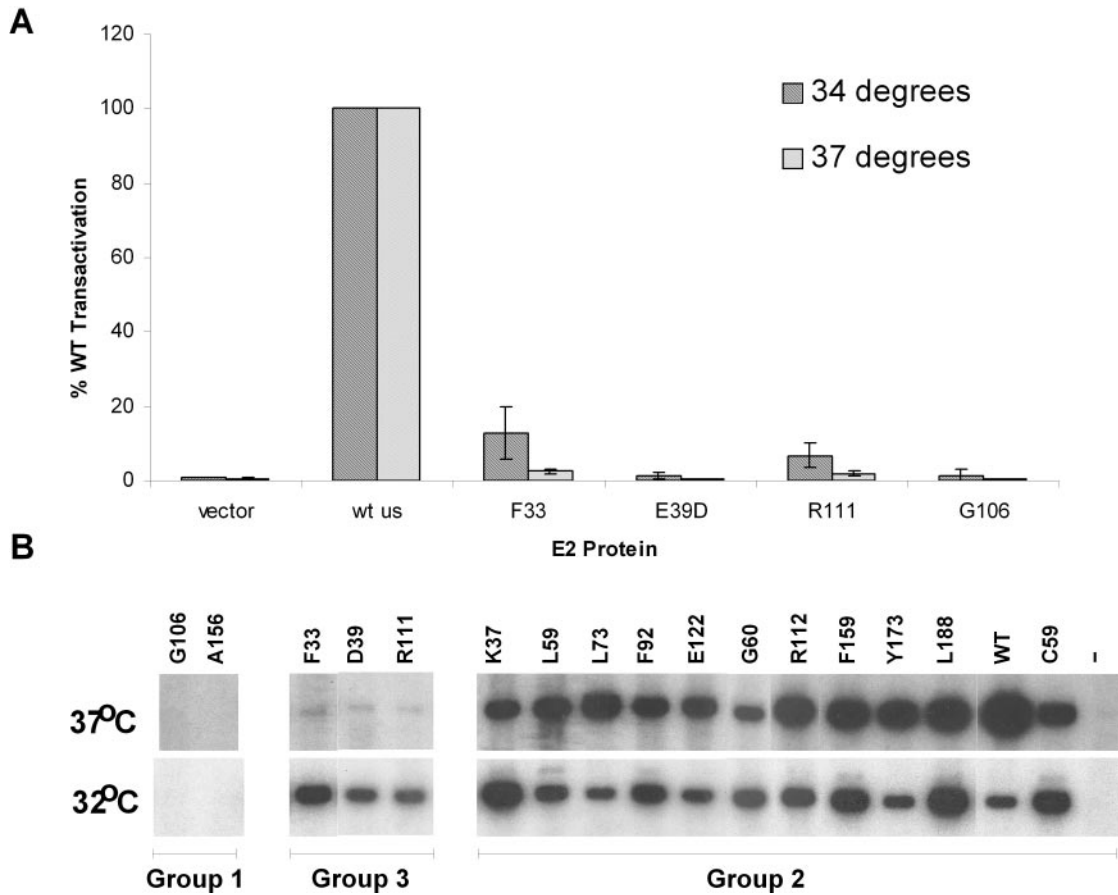 A
120
100
80
60
40
20
0
% WT Transactivation
34 degrees
37 degrees
vector wt us F33 E39D R111 G106
E2 Protein
B
G106 A156 F33 D39 R111 K37 L59 L73 F92 E122 G60 R112 F159 Y173 L188 WT C59 –
37ºC
32ºC
Group 1 Group 3 Group 2